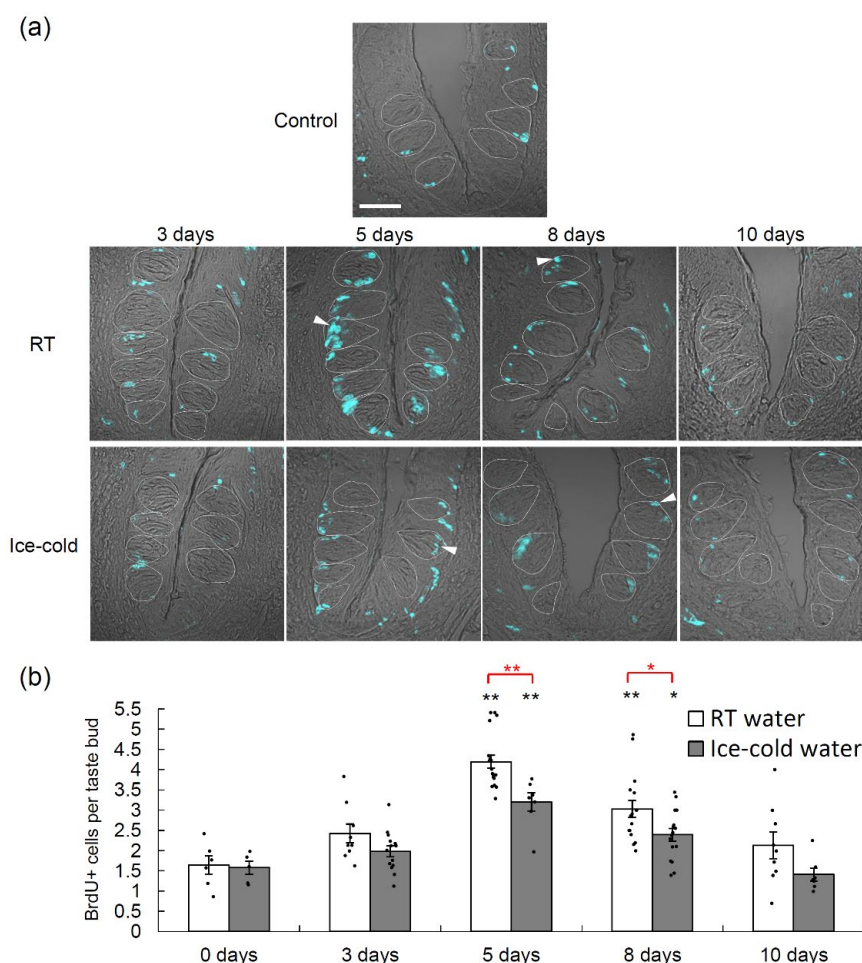 (a)
Control
3 days 5 days 8 days 10 days
RT
Ice-cold
(b)
** *
** ** ** *
RT water
Ice-cold water
BrdU+ cells per taste bud
5.5
5
4.5
4
3.5
3
2.5
2
1.5
1
0.5
0
0 days 3 days 5 days 8 days 10 days